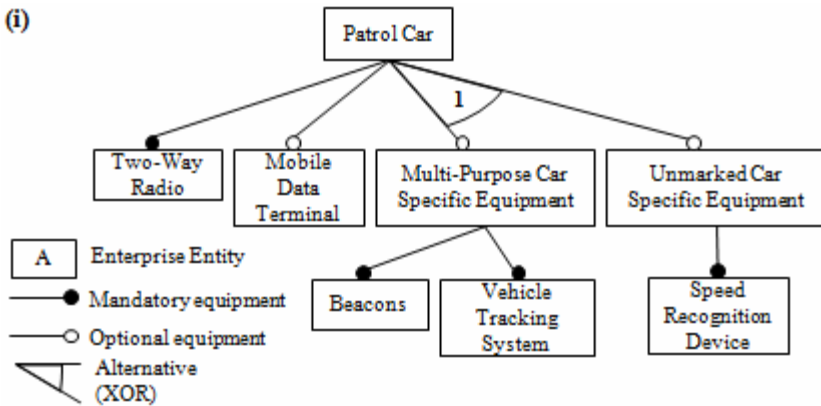 (i)
Patrol Car
1
Two-Way
Radio
Mobile
Data
Terminal
Multi-Purpose Car
Specific Equipment
Unmarked Car
Specific Equipment
A
Enterprise Entity
Mandatory equipment
Optional equipment
Alternative
(XOR)
Beacons
Vehicle
Tracking
System
Speed
Recognition
Device